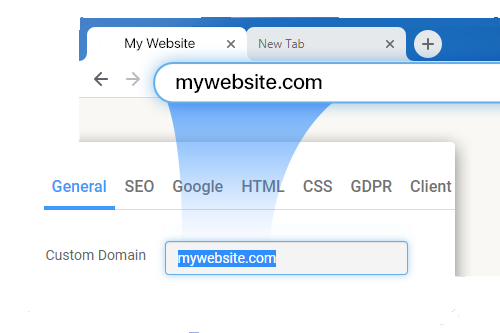 My Website
New Tab
mywebsite.com
General SEO Google HTML CSS GDPR Client
Custom Domain mywebsite.com